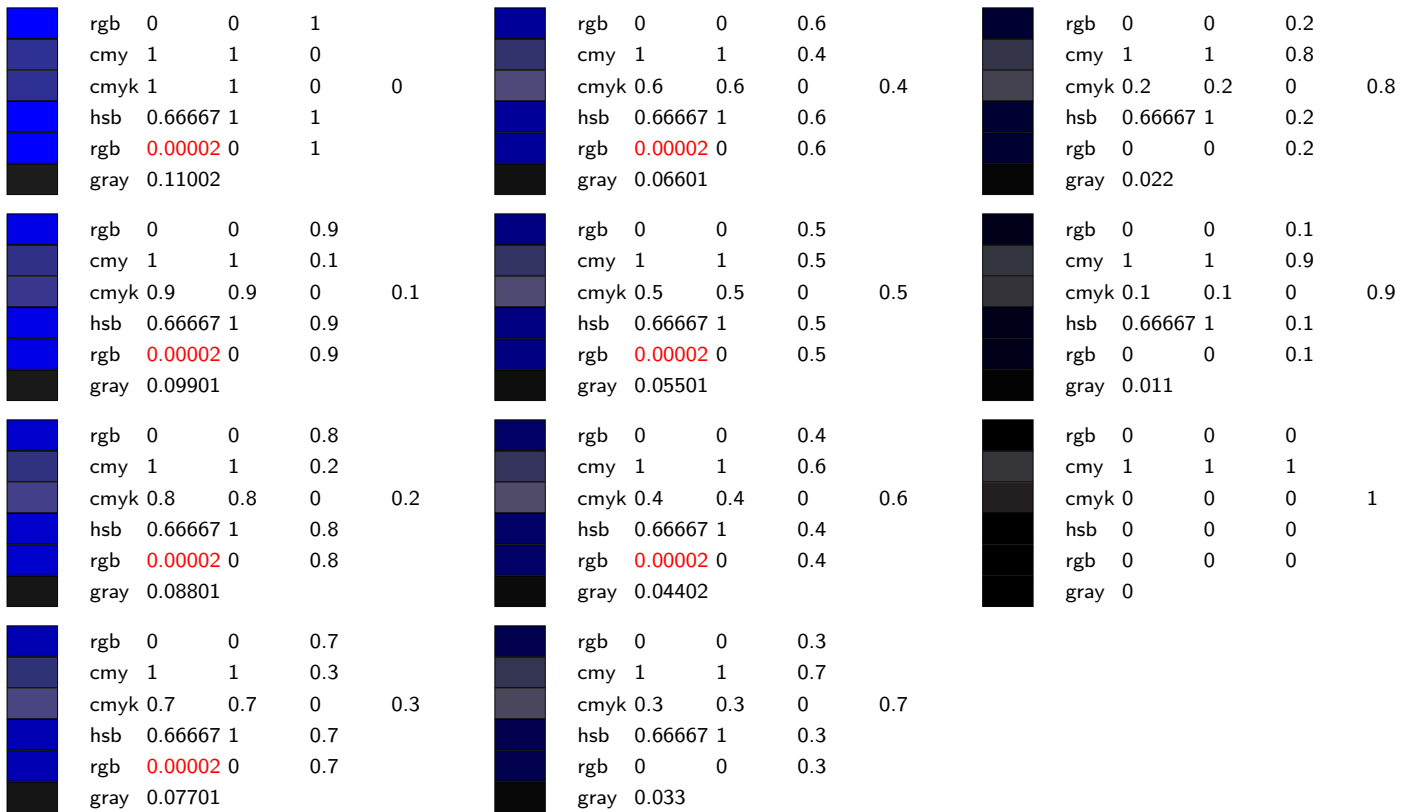 rgb 0 0 1
cmy 1 1 0
cmyk 1 1 0 0
hsb 0.66667 1 1
rgb 0.00002 0 1
gray 0.11002
rgb 0 0 0.9
cmy 1 1 0.1
cmyk 0.9 0.9 0 0.1
hsb 0.66667 1 0.9
rgb 0.00002 0 0.9
gray 0.09901
rgb 0 0 0.8
cmy 1 1 0.2
cmyk 0.8 0.8 0 0.2
hsb 0.66667 1 0.8
rgb 0.00002 0 0.8
gray 0.08801
rgb 0 0 0.7
cmy 1 1 0.3
cmyk 0.7 0.7 0 0.3
hsb 0.66667 1 0.7
rgb 0.00002 0 0.7
gray 0.07701
rgb 0 0 0.6
cmy 1 1 0.4
cmyk 0.6 0.6 0 0.4
hsb 0.66667 1 0.6
rgb 0.00002 0 0.6
gray 0.06601
rgb 0 0 0.5
cmy 1 1 0.5
cmyk 0.5 0.5 0 0.5
hsb 0.66667 1 0.5
rgb 0.00002 0 0.5
gray 0.05501
rgb 0 0 0.4
cmy 1 1 0.6
cmyk 0.4 0.4 0 0.6
hsb 0.66667 1 0.4
rgb 0.00002 0 0.4
gray 0.04402
rgb 0 0 0.3
cmy 1 1 0.7
cmyk 0.3 0.3 0 0.7
hsb 0.66667 1 0.3
rgb 0 0 0.3
gray 0.033
rgb 0 0 0.2
cmy 1 1 0.8
cmyk 0.2 0.2 0 0.8
hsb 0.66667 1 0.2
rgb 0 0 0.2
gray 0.022
rgb 0 0 0.1
cmy 1 1 0.9
cmyk 0.1 0.1 0 0.9
hsb 0.66667 1 0.1
rgb 0 0 0.1
gray 0.011
rgb 0 0 0
cmy 1 1 1
cmyk 0 0 0 1
hsb 0 0 0
rgb 0 0 0
gray 0